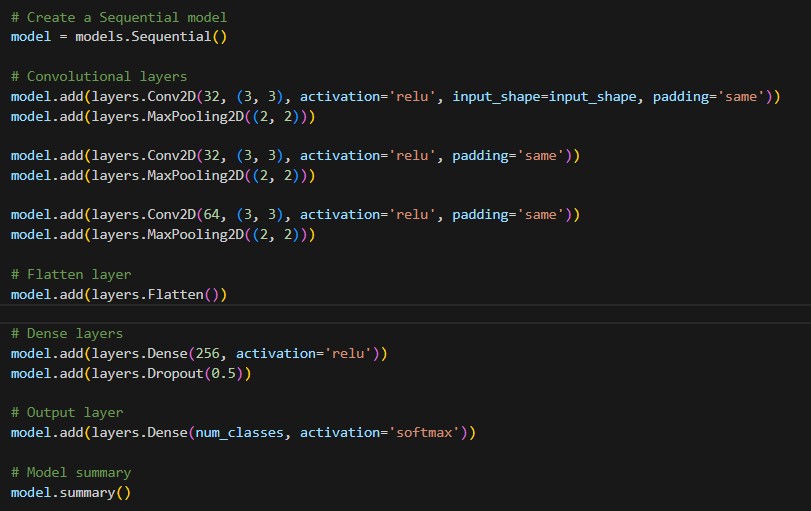 # Create a Sequential model
model = models.Sequential()
# Convolutional layers
model.add(layers.Conv2D(32, (3, 3), activation='relu', input_shape=input_shape, padding='same'))
model.add(layers.MaxPooling2D((2, 2)))
model.add(layers.Conv2D(32, (3, 3), activation='relu', padding='same'))
model.add(layers.MaxPooling2D((2, 2)))
model.add(layers.Conv2D(64, (3, 3), activation='relu', padding='same'))
model.add(layers.MaxPooling2D((2, 2)))
# Flatten layer
model.add(layers.Flatten())
# Dense layers
model.add(layers.Dense(256, activation='relu'))
model.add(layers.Dropout(0.5))
# Output layer
model.add(layers.Dense(num_classes, activation='softmax'))
# Model summary
model.summary()